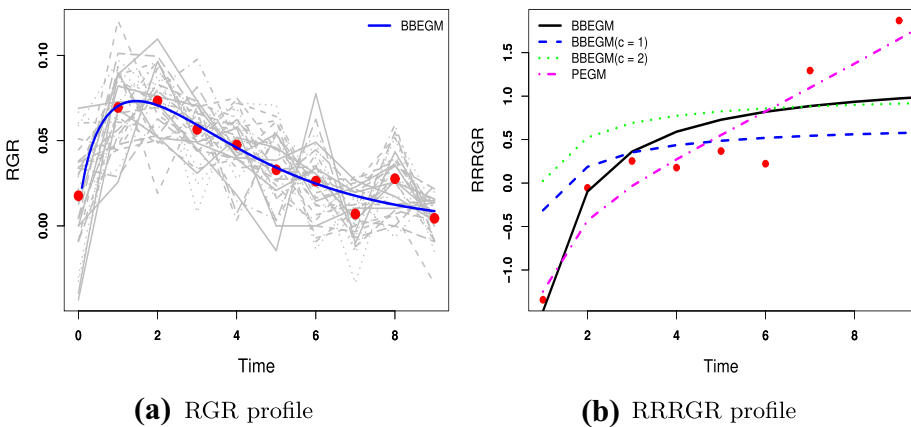 BBEGM
RGR
0.10
0.05
0.00
0 2 4 6 8
Time
(a) RGR profile
BBEGM
BBEGM(c = 1)
BBEGM(c = 2)
PEGM
RRRGR
1.5
1.0
0.5
0.0
−0.5
−1.0
2 4 6 8
Time
(b) RRRGR profile